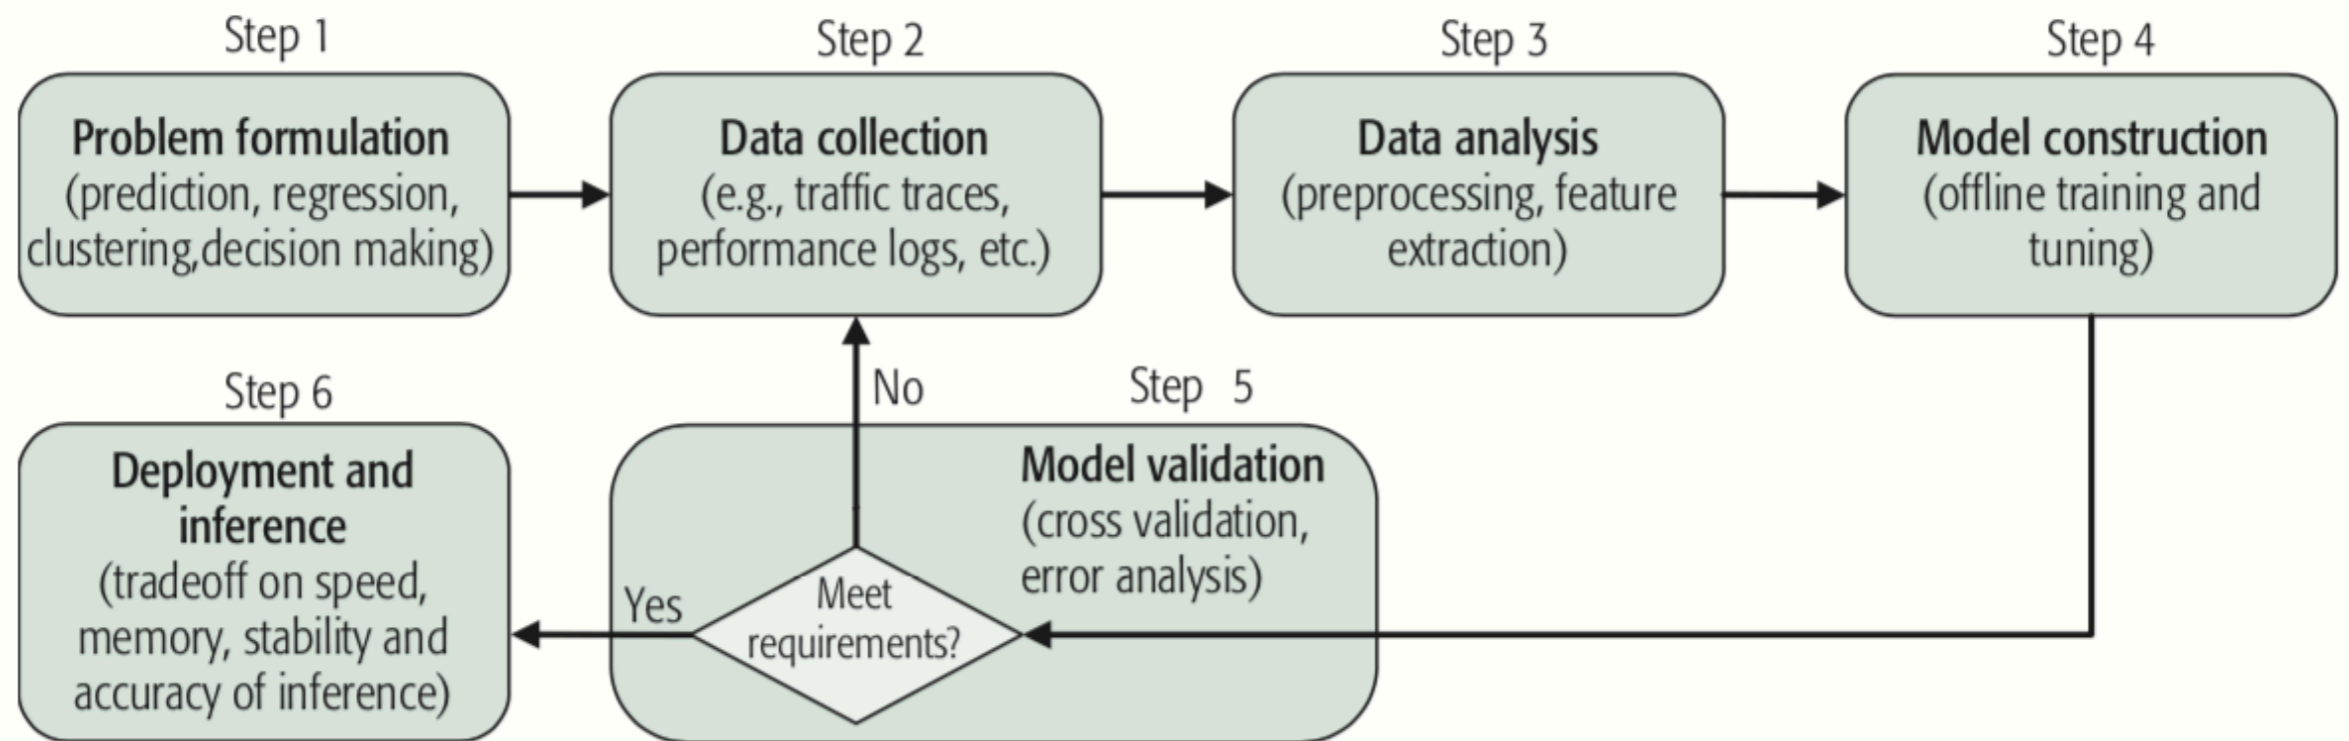 Step 1
Problem formulation
(prediction, regression,
clustering,decision making)
Step 2
Data collection
(e.g., traffic traces,
performance logs, etc.)
Step 3
Data analysis
(preprocessing, feature
extraction)
Step 4
Model construction
(offline training and
tuning)
No
Step 5
Model validation
(cross validation,
error analysis)
Meet
requirements?
Yes
Step 6
Deployment and
inference
(tradeoff on speed,
memory, stability and
accuracy of inference)